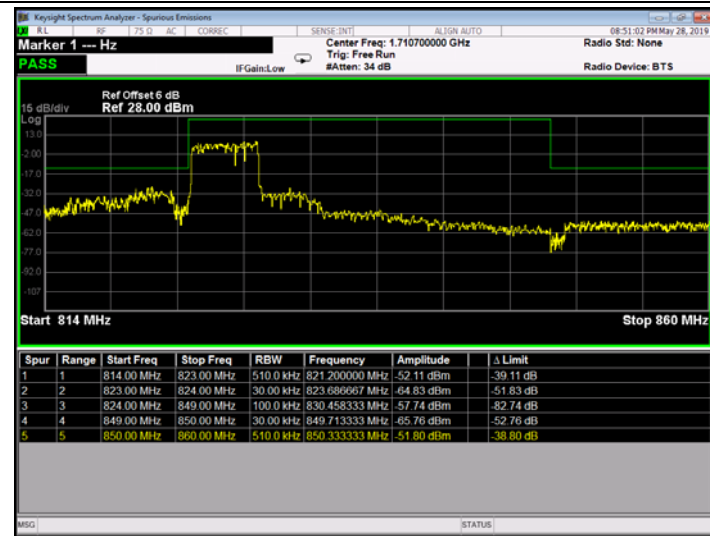 Keysight Spectrum Analyzer - Spurious Emissions
RL RF 75 Ω AC CORREC SENSE:INT ALIGN AUTO 08:51:02 PM May 28, 2019
Marker 1 --- Hz Center Freq: 1.710700000 GHz Radio Std: None
Trig: Free Run
PASS IFGain:Low #Atten: 34 dB Radio Device: BTS
Ref Offset 6 dB
15 dB/div Ref 28.00 dBm
Log
13.0
-2.00
-17.0
-32.0
-47.0
-62.0
-77.0
-92.0
-107
Start 814 MHz Stop 860 MHz
Spur Range Start Freq Stop Freq RBW Frequency Amplitude Δ Limit
1 1 814.00 MHz 823.00 MHz 510.0 kHz 821.200000 MHz -52.11 dBm -39.11 dB
2 2 823.00 MHz 824.00 MHz 30.00 kHz 823.686667 MHz -64.83 dBm -51.83 dB
3 3 824.00 MHz 849.00 MHz 100.0 kHz 830.458333 MHz -57.74 dBm -82.74 dB
4 4 849.00 MHz 850.00 MHz 30.00 kHz 849.713333 MHz -65.76 dBm -52.76 dB
5 5 850.00 MHz 860.00 MHz 510.0 kHz 850.333333 MHz -51.80 dBm -38.80 dB
MSG STATUS